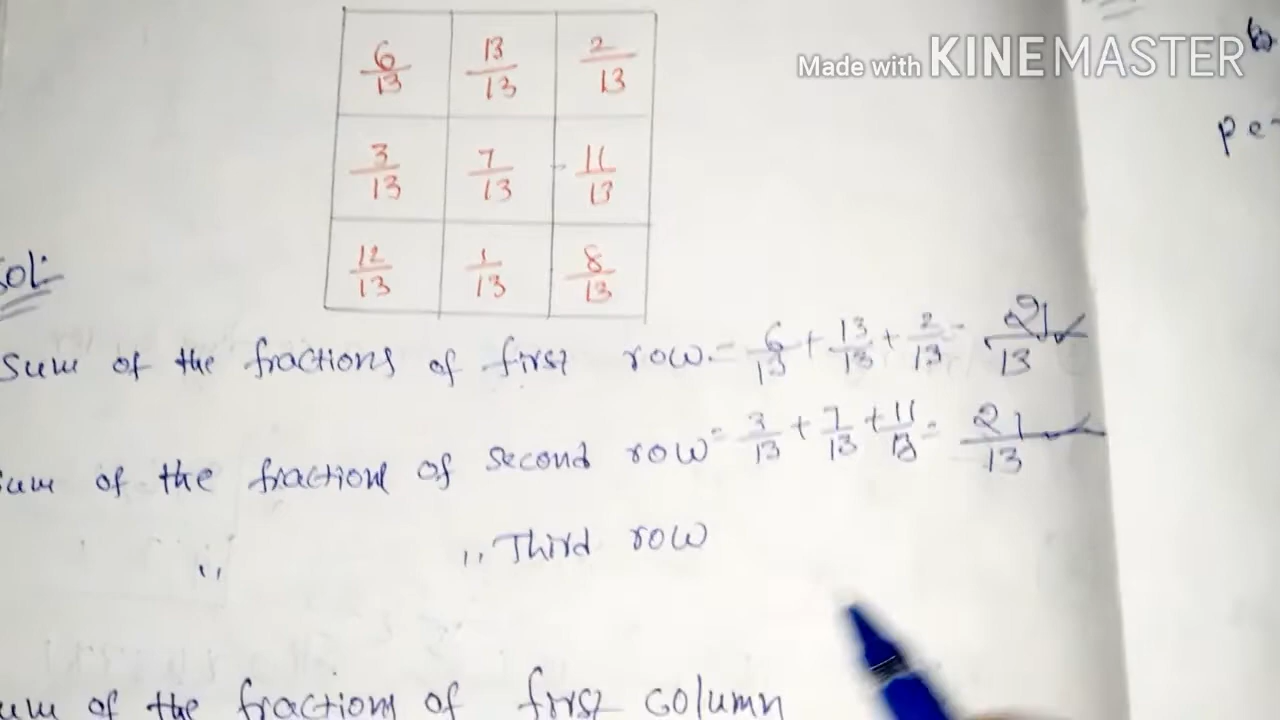 Made with KINEMASTER
6/13 13/13 2/13
3/13 7/13 11/13
12/13 1/13 8/13
Sol:
Sum of the fractions of first row = 6/13 + 13/13 + 2/13 = 21/13
Sum of the fractions of second row = 3/13 + 7/13 + 11/13 = 21/13
,, ,, Third row
Sum of the fractions of first column